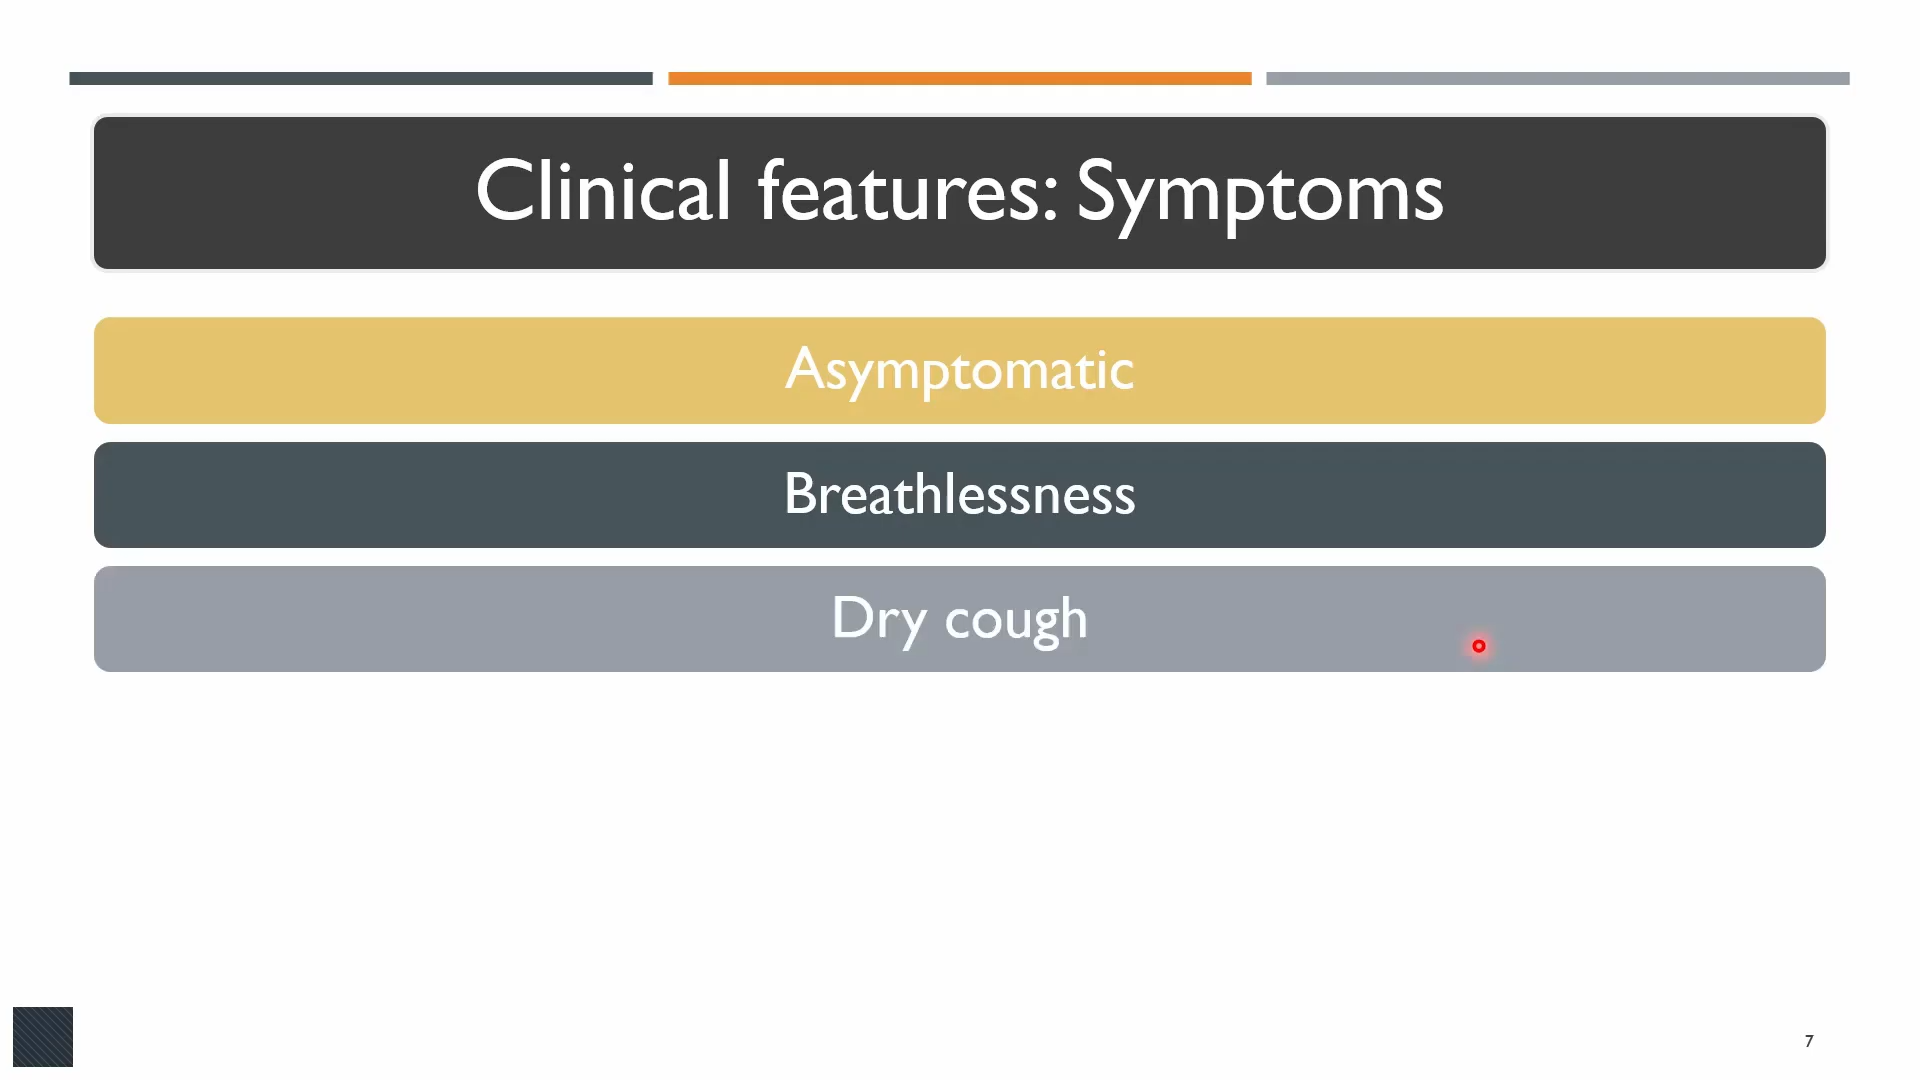 Clinical features: Symptoms
Asymptomatic
Breathlessness
Dry cough
7